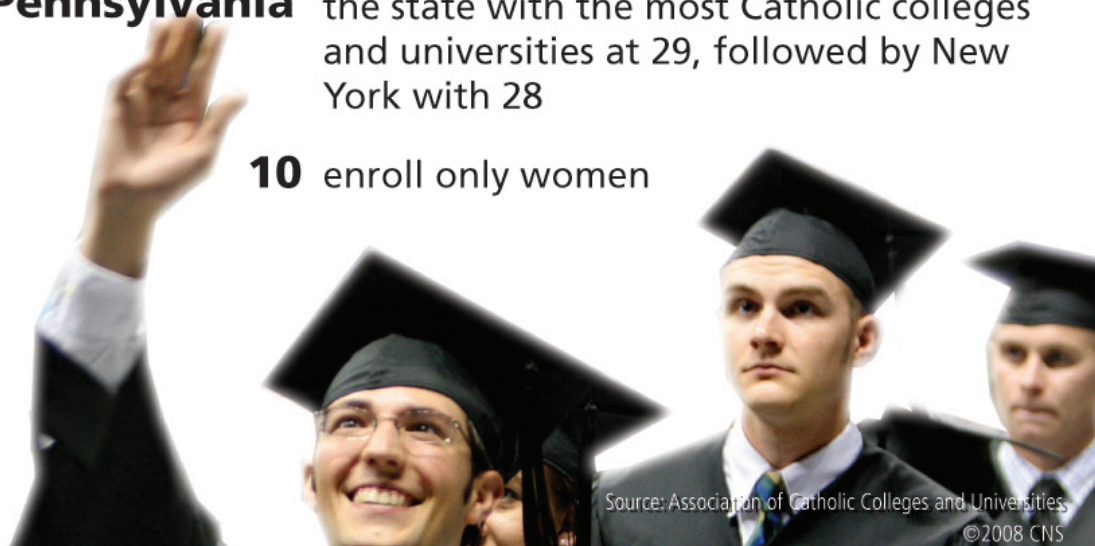 Pennsylvania the state with the most Catholic colleges
and universities at 29, followed by New
York with 28
10 enroll only women
Source: Association of Catholic Colleges and Universities
©2008 CNS